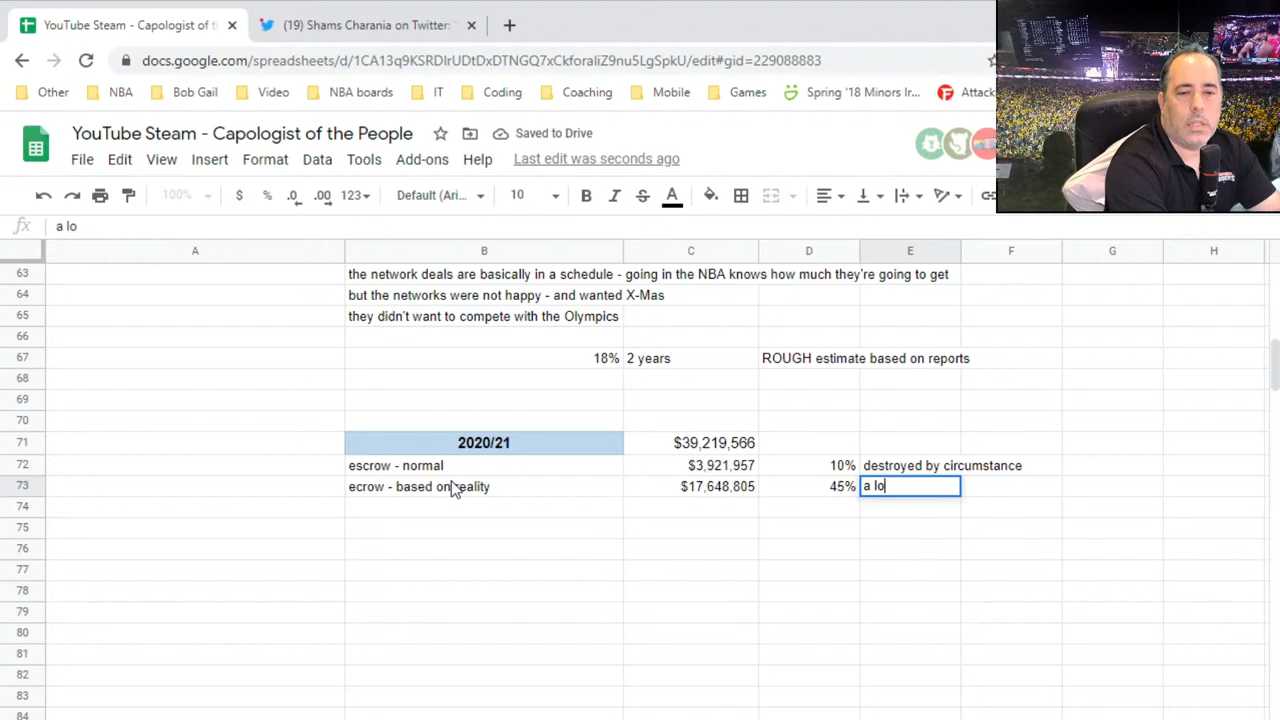 YouTube Steam - Capologist of t
(19) Shams Charania on Twitter: "
docs.google.com/spreadsheets/d/1CA13q9KSRDIrUDtDxDTNGQ7xCkforaliZ9nu5LgSpkU/edit#gid=229088883
Other NBA Bob Gail Video NBA boards IT Coding Coaching Mobile Games Spring '18 Minors Ir... Attack
YouTube Steam - Capologist of the People Saved to Drive
File Edit View Insert Format Data Tools Add-ons Help Last edit was seconds ago
100% $ % .0 .00 123 Default (Ari... 10 B I S A
fx a lo
A B C D E F G H
63 the network deals are basically in a schedule - going in the NBA knows how much they're going to get
64 but the networks were not happy - and wanted X-Mas
65 they didn't want to compete with the Olympics
66
67 18% 2 years ROUGH estimate based on reports
68
69
70
71 2020/21 $39,219,566
72 escrow - normal $3,921,957 10% destroyed by circumstance
73 ecrow - based on reality $17,648,805 45% a lo
74
75
76
77
78
79
80
81
82
83
84